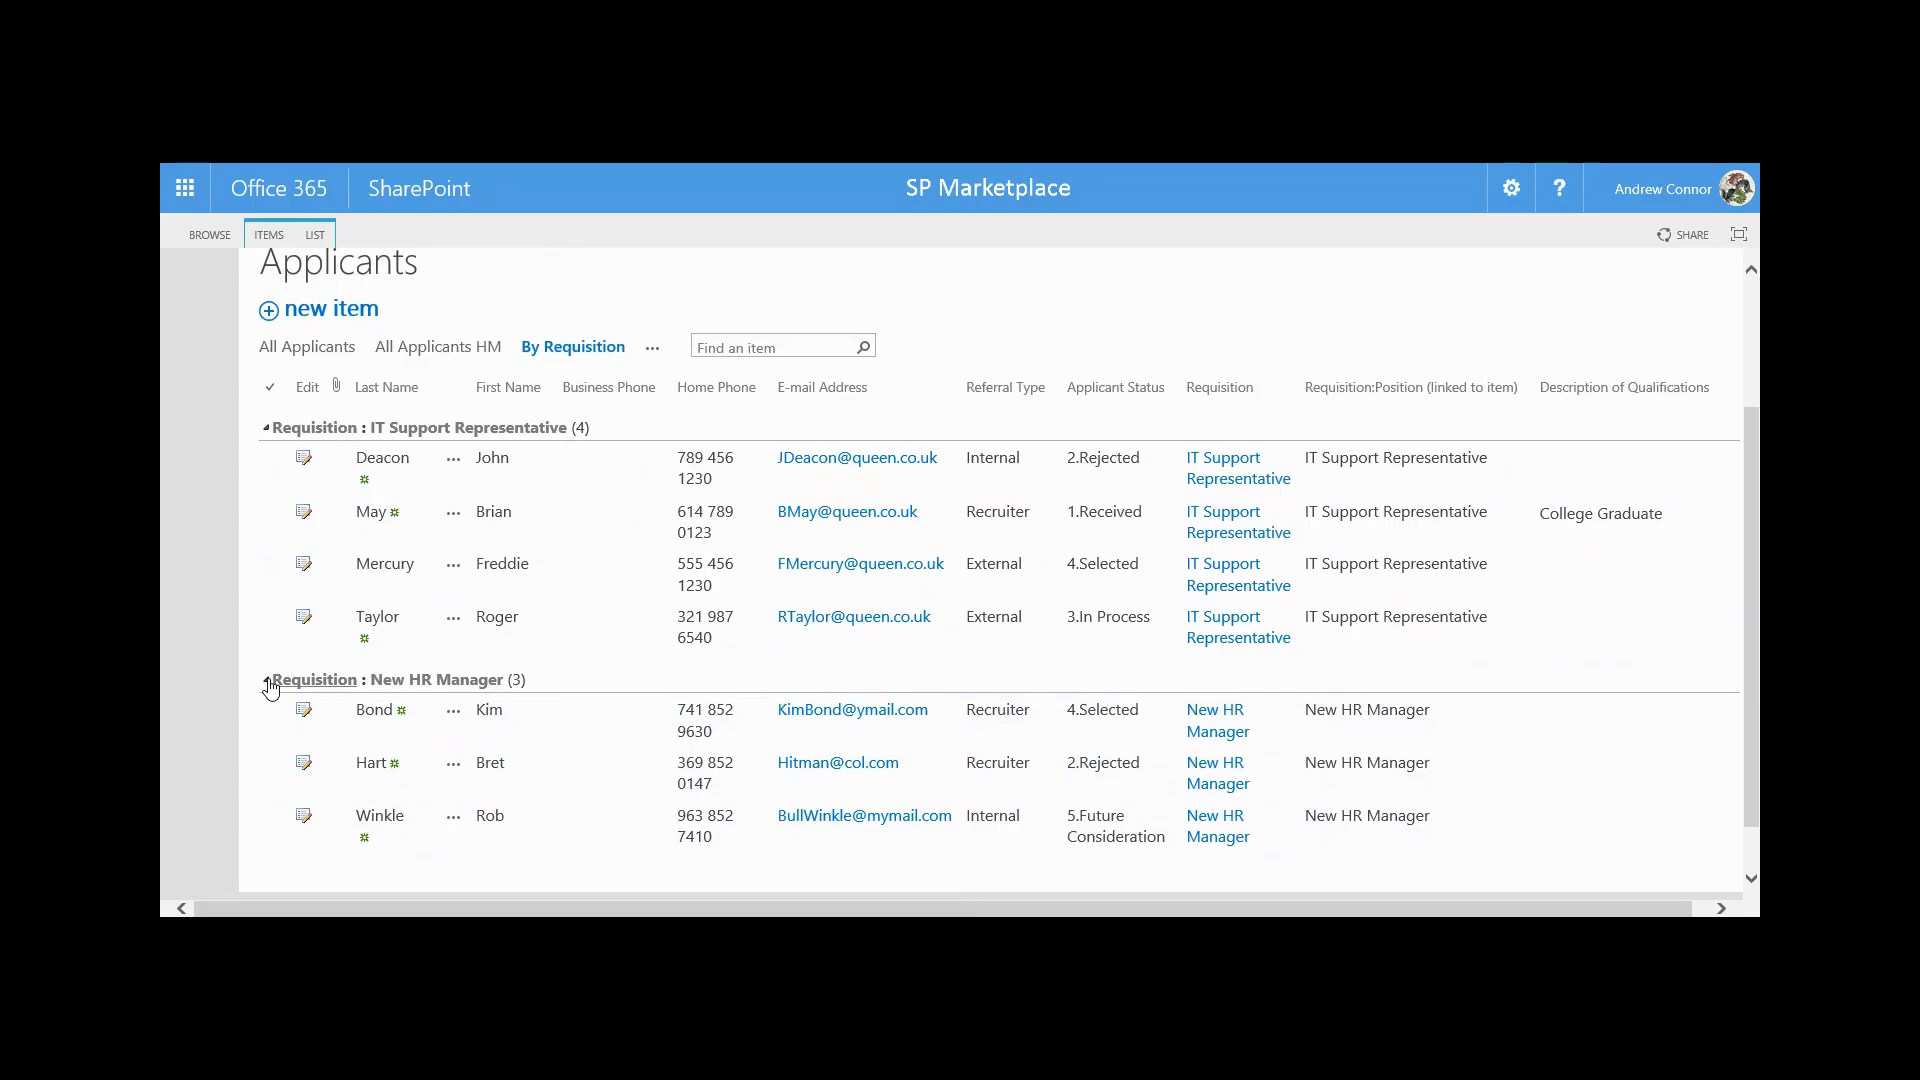 Office 365 SharePoint SP Marketplace ? Andrew Connor
BROWSE ITEMS LIST SHARE
Applicants
new item
All Applicants All Applicants HM By Requisition ... Find an item
Edit Last Name First Name Business Phone Home Phone E-mail Address Referral Type Applicant Status Requisition Requisition:Position (linked to item) Description of Qualifications
Requisition : IT Support Representative (4)
Deacon ... John 789 456 JDeacon@queen.co.uk Internal 2.Rejected IT Support IT Support Representative
1230 Representative
May ... Brian 614 789 BMay@queen.co.uk Recruiter 1.Received IT Support IT Support Representative College Graduate
0123 Representative
Mercury ... Freddie 555 456 FMercury@queen.co.uk External 4.Selected IT Support IT Support Representative
1230 Representative
Taylor ... Roger 321 987 RTaylor@queen.co.uk External 3.In Process IT Support IT Support Representative
6540 Representative
Requisition : New HR Manager (3)
Bond ... Kim 741 852 KimBond@ymail.com Recruiter 4.Selected New HR New HR Manager
9630 Manager
Hart ... Bret 369 852 Hitman@col.com Recruiter 2.Rejected New HR New HR Manager
0147 Manager
Winkle ... Rob 963 852 BullWinkle@mymail.com Internal 5.Future New HR New HR Manager
7410 Consideration Manager